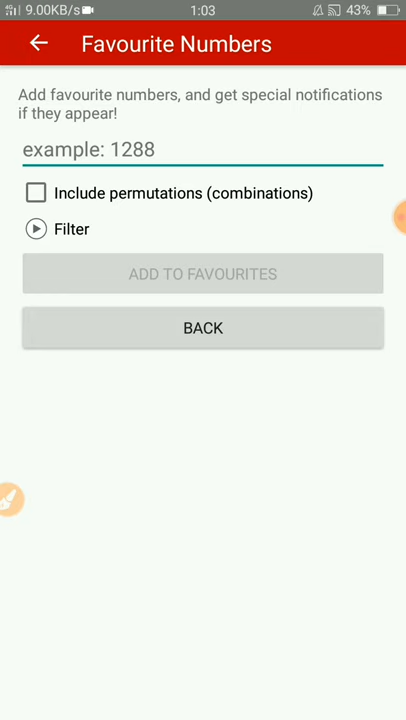 4G 9.00KB/s 1:03 43%
Favourite Numbers
Add favourite numbers, and get special notifications
if they appear!
example: 1288
Include permutations (combinations)
Filter
ADD TO FAVOURITES
BACK